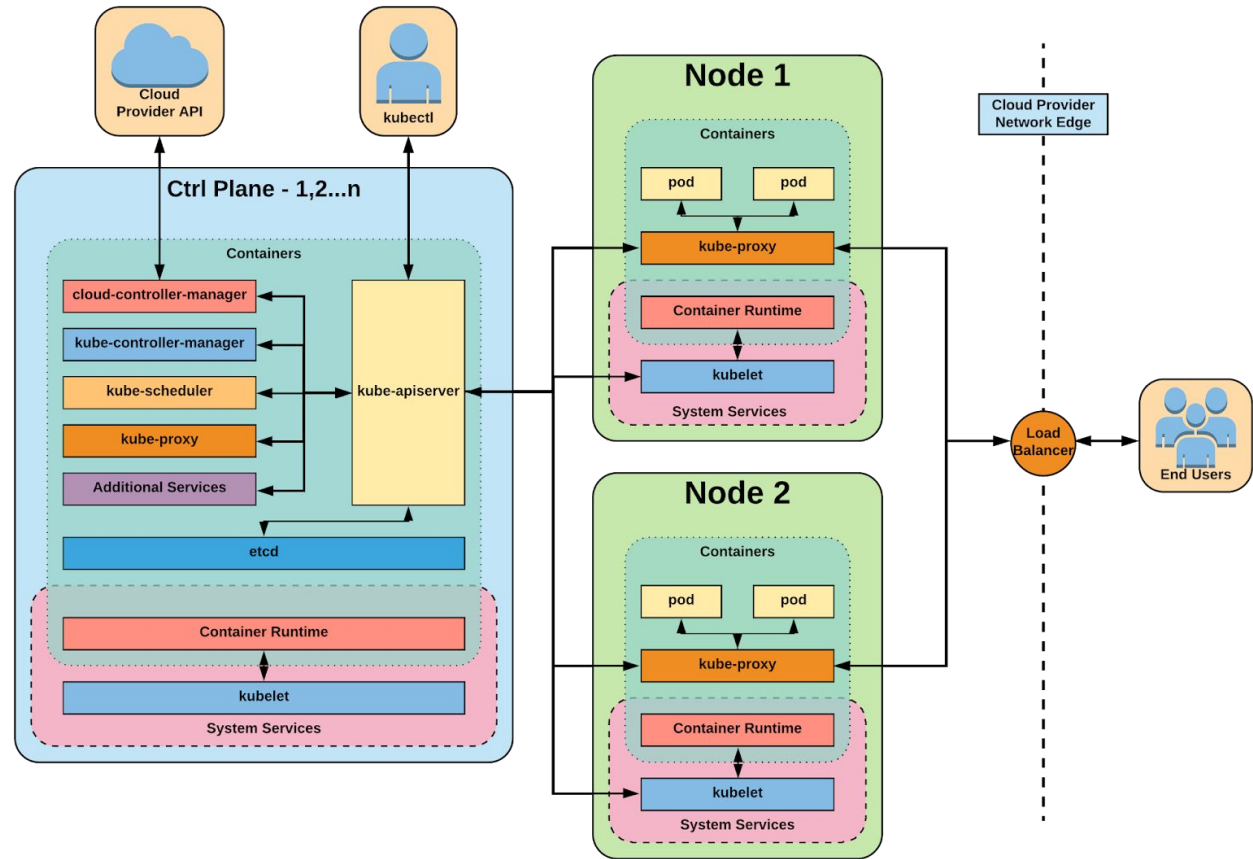 Cloud
Provider API
kubectl
Ctrl Plane - 1,2...n
Containers
cloud-controller-manager
kube-controller-manager
kube-scheduler
kube-proxy
Additional Services
kube-apiserver
etcd
Container Runtime
kubelet
System Services
Node 1
Containers
pod
pod
kube-proxy
Container Runtime
kubelet
System Services
Node 2
Containers
pod
pod
kube-proxy
Container Runtime
kubelet
System Services
Cloud Provider
Network Edge
Load
Balancer
End Users